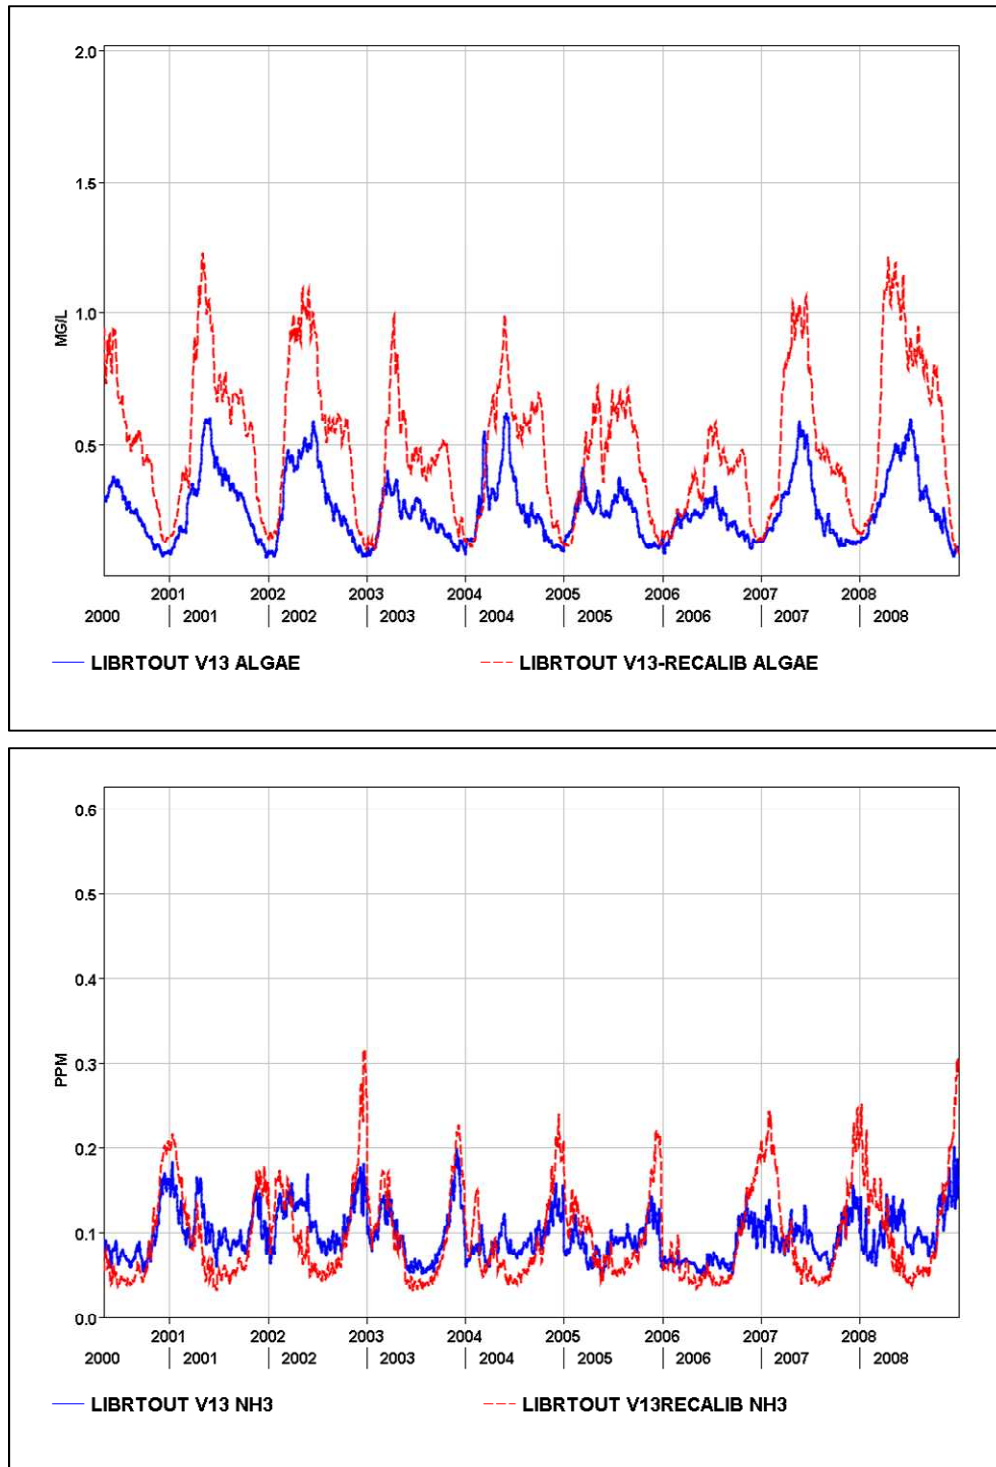 2.0
1.5
1.0
0.5
MG/L
2001 2002 2003 2004 2005 2006 2007 2008
2000 2001 2002 2003 2004 2005 2006 2007 2008
LIBRTOUT V13 ALGAE LIBRTOUT V13-RECALIB ALGAE
0.6
0.5
0.4
0.3
0.2
0.1
0.0
PPM
2001 2002 2003 2004 2005 2006 2007 2008
2000 2001 2002 2003 2004 2005 2006 2007 2008
LIBRTOUT V13 NH3 LIBRTOUT V13RECALIB NH3